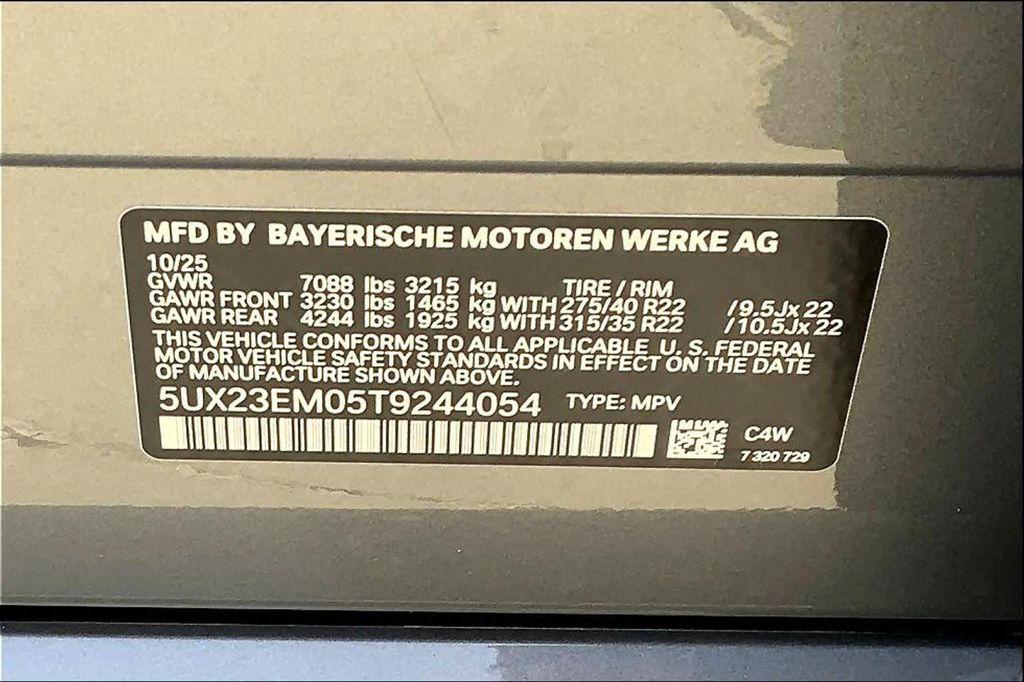 MFD BY BAYERISCHE MOTOREN WERKE AG
10/25
GVWR 7088 lbs 3215 kg TIRE / RIM
GAWR FRONT 3230 lbs 1465 kg WITH 275/40 R22 /9.5Jx 22
GAWR REAR 4244 lbs 1925 kg WITH 315/35 R22 /10.5Jx 22
THIS VEHICLE CONFORMS TO ALL APPLICABLE U.S. FEDERAL
MOTOR VEHICLE SAFETY STANDARDS IN EFFECT ON THE DATE
OF MANUFACTURE SHOWN ABOVE.
5UX23EM05T9244054 TYPE: MPV
C4W
7 320 729